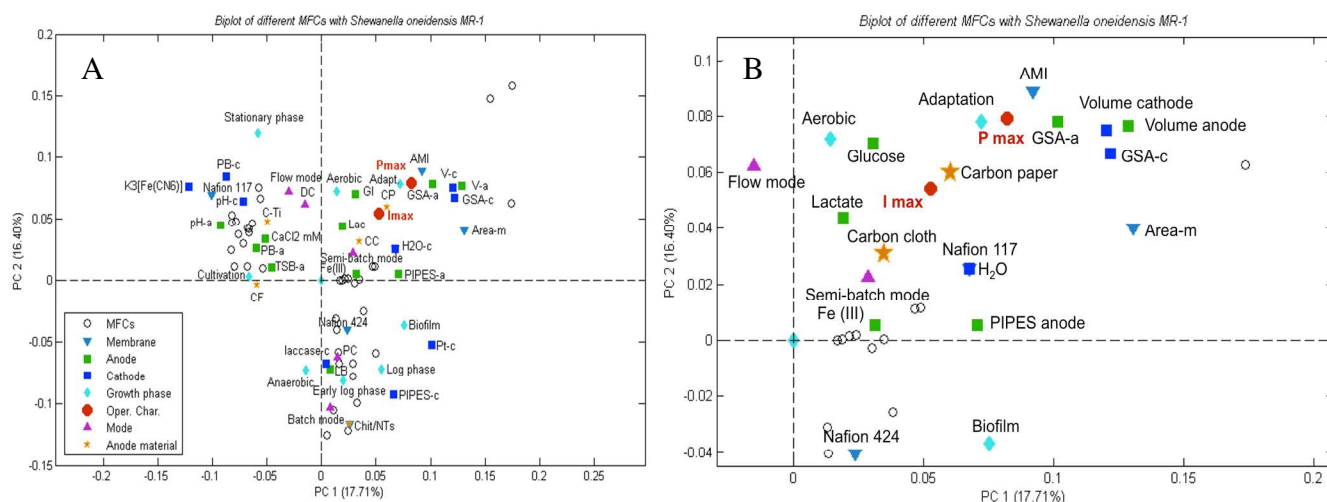 Biplot of different MFCs with Shewanella oneidensis MR-1
A
PC 2 (16.40%)
0.2
0.15
0.1
0.05
0
-0.05
-0.1
-0.15
Stationary phase
PB-c
K3[Fe(CN6)]
Nafion 117
pH-c
Flow mode
DC
Aerobic
Pmax
AMI
Adapt.
V-c
V-a
GI
CP
GSA-a
GSA-c
pH-a
C-Ti
Imax
Lac
Area-m
CaCl2 mM
CC
PB-a
H2O-c
TSB-a
Semi-batch mode
Fe(III)
PIPES-a
Cultivation
CF
Nafion 424
Biofilm
Pt-c
laccase-c
PC
LB
Log phase
Anaerobic
Early log phase
PIPES-c
Batch mode
Chit/NTs
MFCs
Membrane
Anode
Cathode
Growth phase
Oper. Char.
Mode
Anode material
-0.2
-0.15
-0.1
-0.05
0
0.05
0.1
0.15
0.2
0.25
PC 1 (17.71%)
Biplot of different MFCs with Shewanella oneidensis MR-1
B
PC 2 (16.40%)
0.1
0.08
0.06
0.04
0.02
0
-0.02
-0.04
AMI
Adaptation
Volume cathode
Aerobic
P max
GSA-a
Volume anode
Glucose
GSA-c
Flow mode
Carbon paper
I max
Lactate
Area-m
Carbon cloth
Nafion 117
H2O
Semi-batch mode
Fe (III)
PIPES anode
Nafion 424
Biofilm
0
0.05
0.1
0.15
0.2
PC 1 (17.71%)